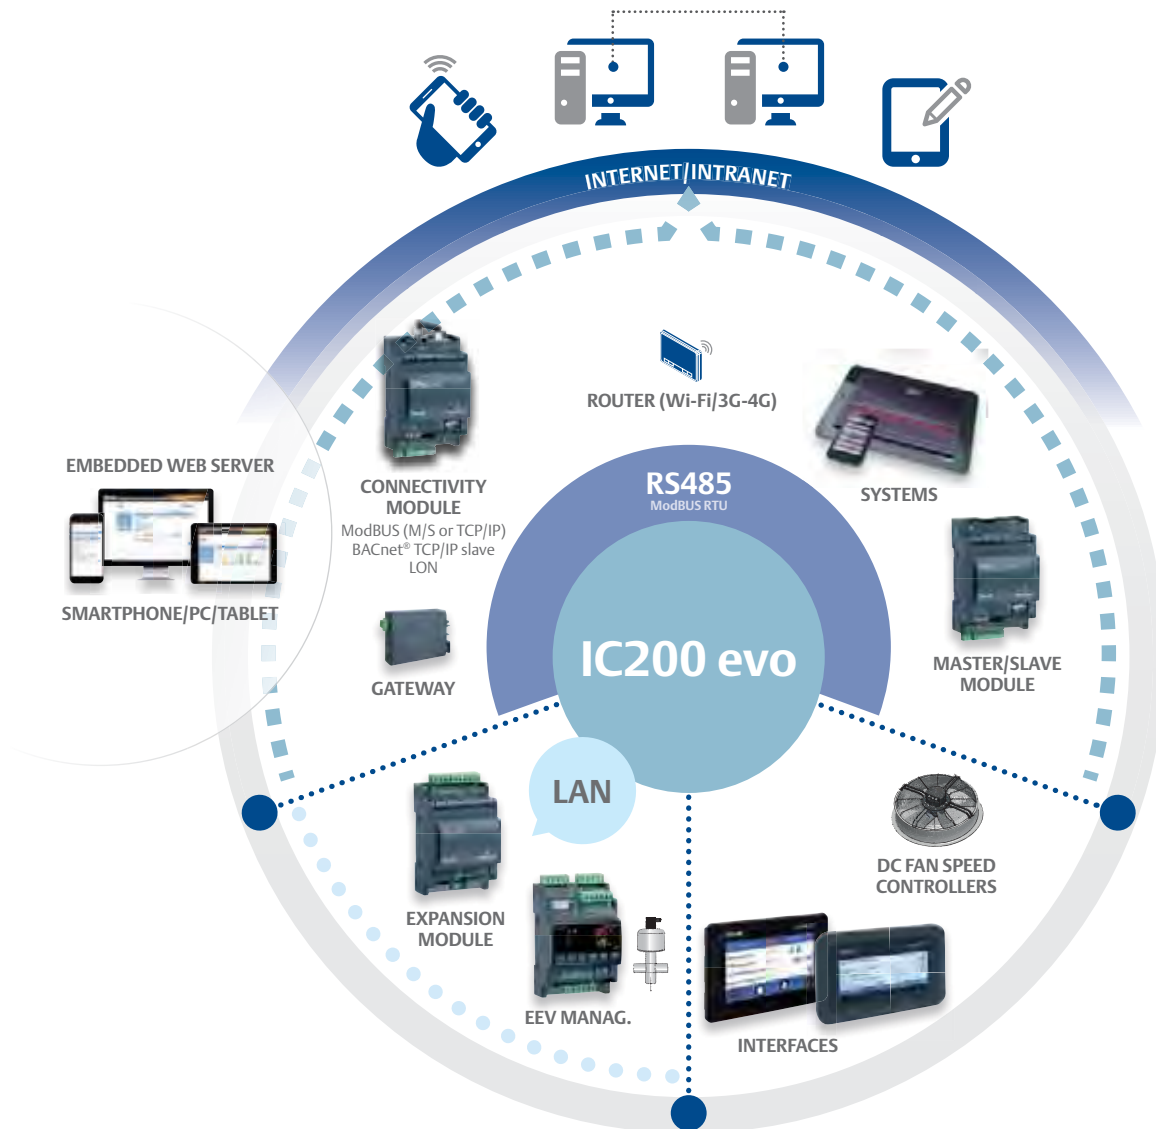 INTERNET/INTRANET
ROUTER (Wi-Fi/3G-4G)
EMBEDDED WEB SERVER
SMARTPHONE/PC/TABLET
CONNECTIVITY
MODULE
ModBUS (M/S or TCP/IP)
BACnet® TCP/IP slave
LON
GATEWAY
RS485
ModBUS RTU
SYSTEMS
IC200 evo
MASTER/SLAVE
MODULE
LAN
EXPANSION
MODULE
EEV MANAG.
DC FAN SPEED
CONTROLLERS
INTERFACES